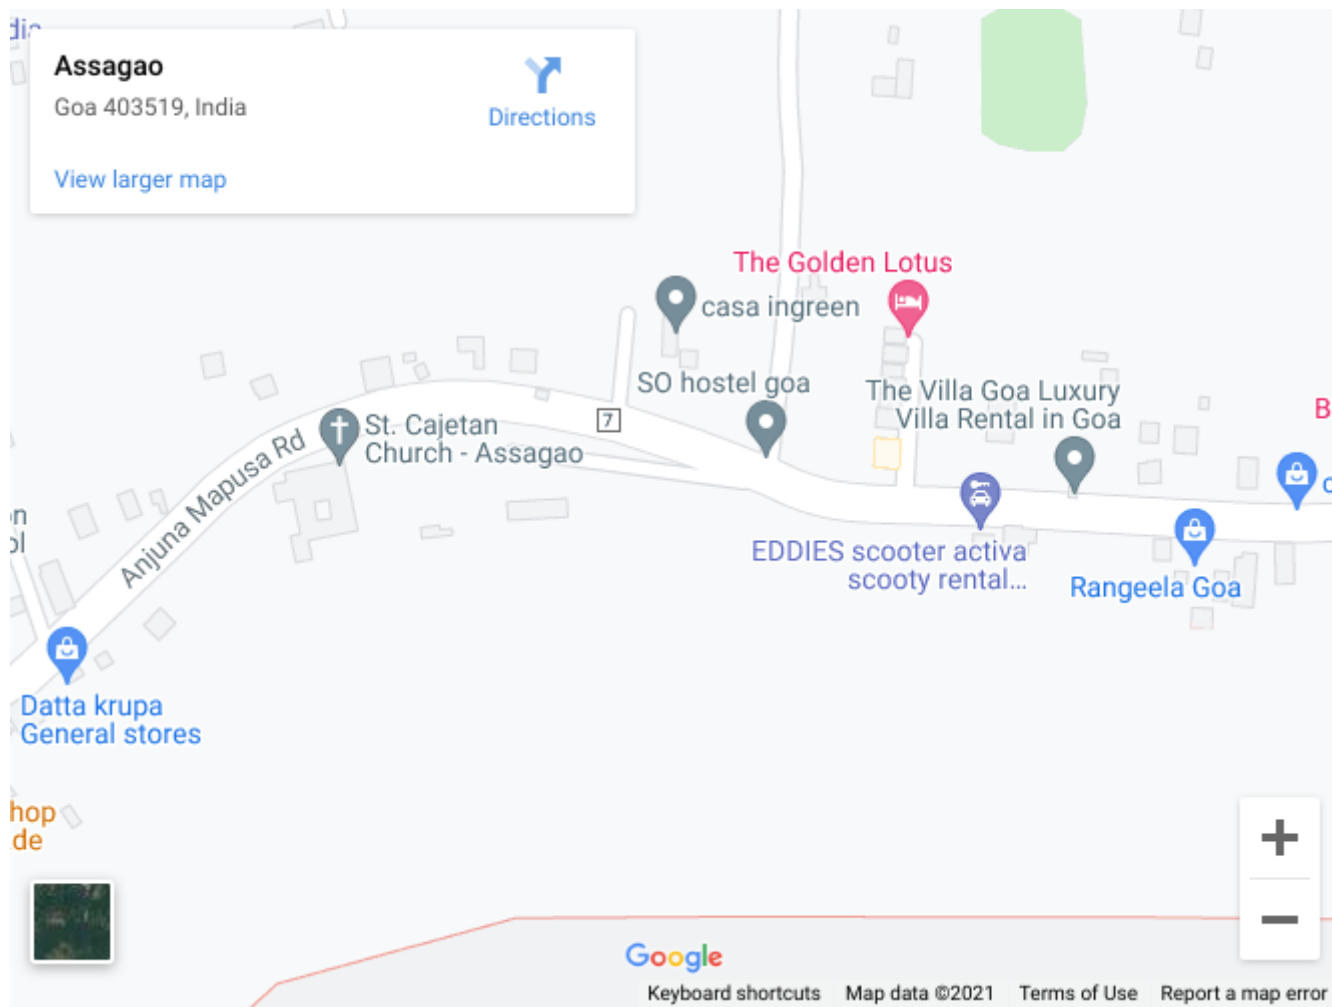 Assagao
Goa 403519, India
Directions
View larger map
The Golden Lotus
casa ingreen
SO hostel goa
The Villa Goa Luxury
Villa Rental in Goa
7
St. Cajetan
Church - Assagao
Anjuna Mapusa Rd
EDDIES scooter activa
scooty rental...
Rangeela Goa
Datta krupa
General stores
Google
Keyboard shortcuts
Map data ©2021
Terms of Use
Report a map error